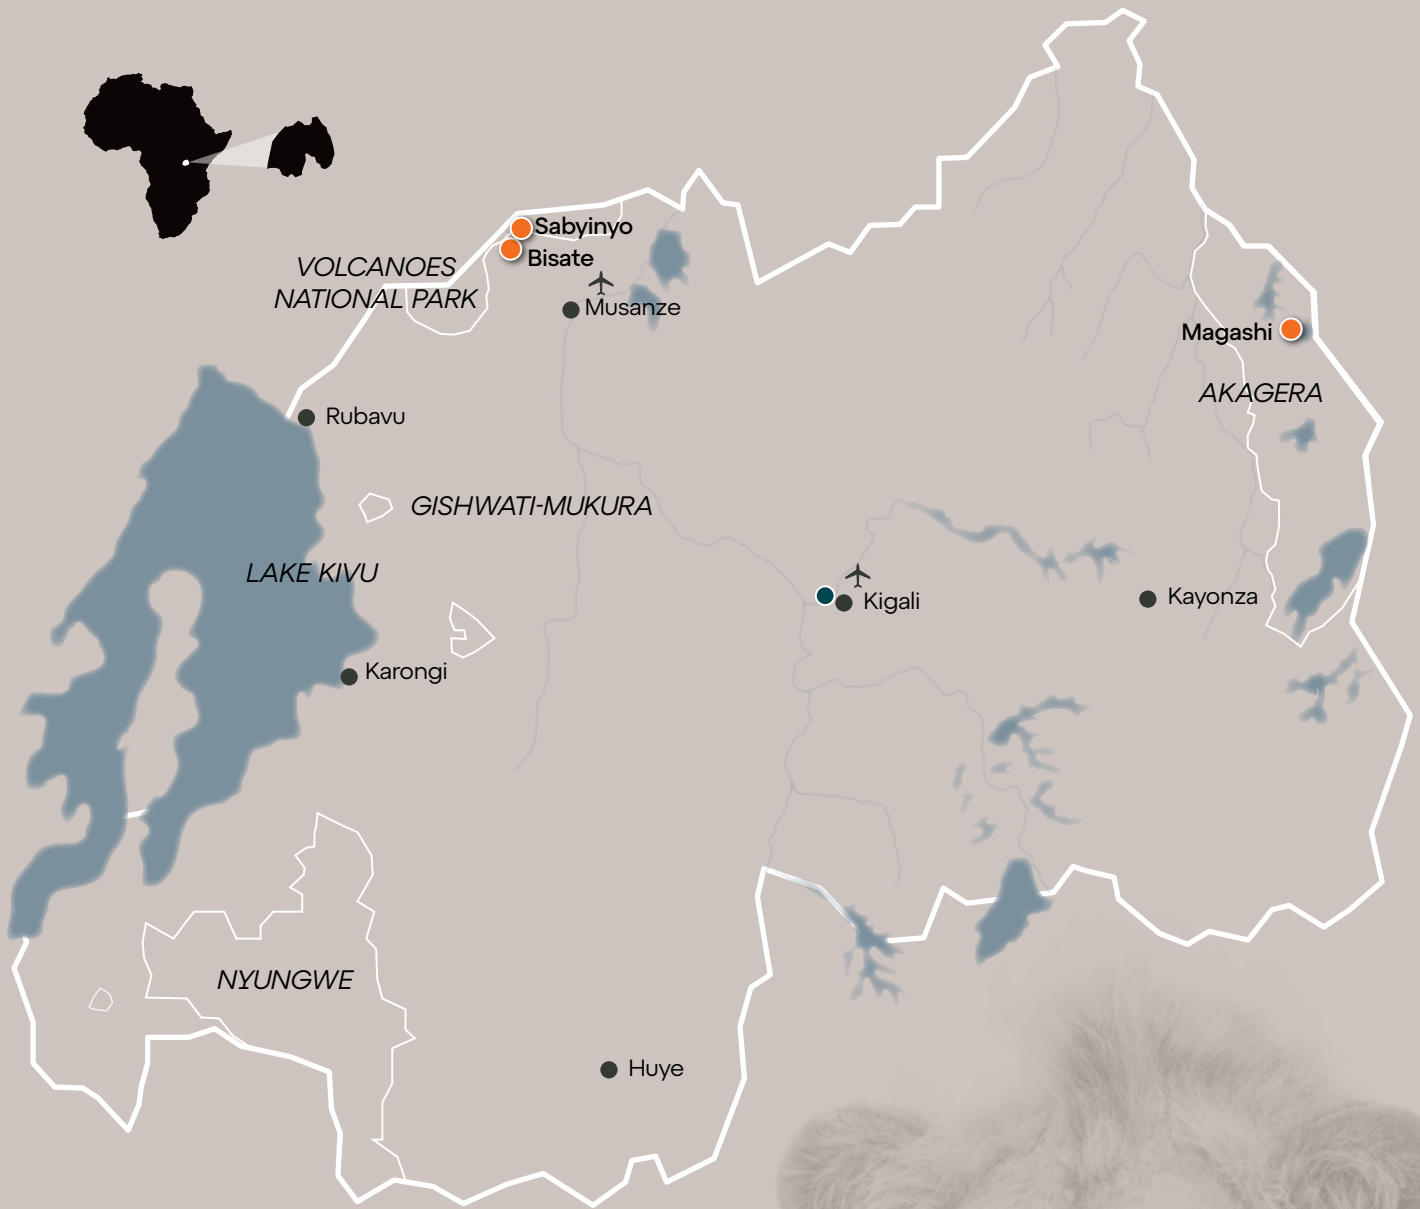 Sabyinyo
Bisate
VOLCANOES
NATIONAL PARK
Musanze
Magashi
AKAGERA
Rubavu
GISHWATI-MUKURA
LAKE KIVU
Kigali
Kayonza
Karongi
NYUNGWE
Huye